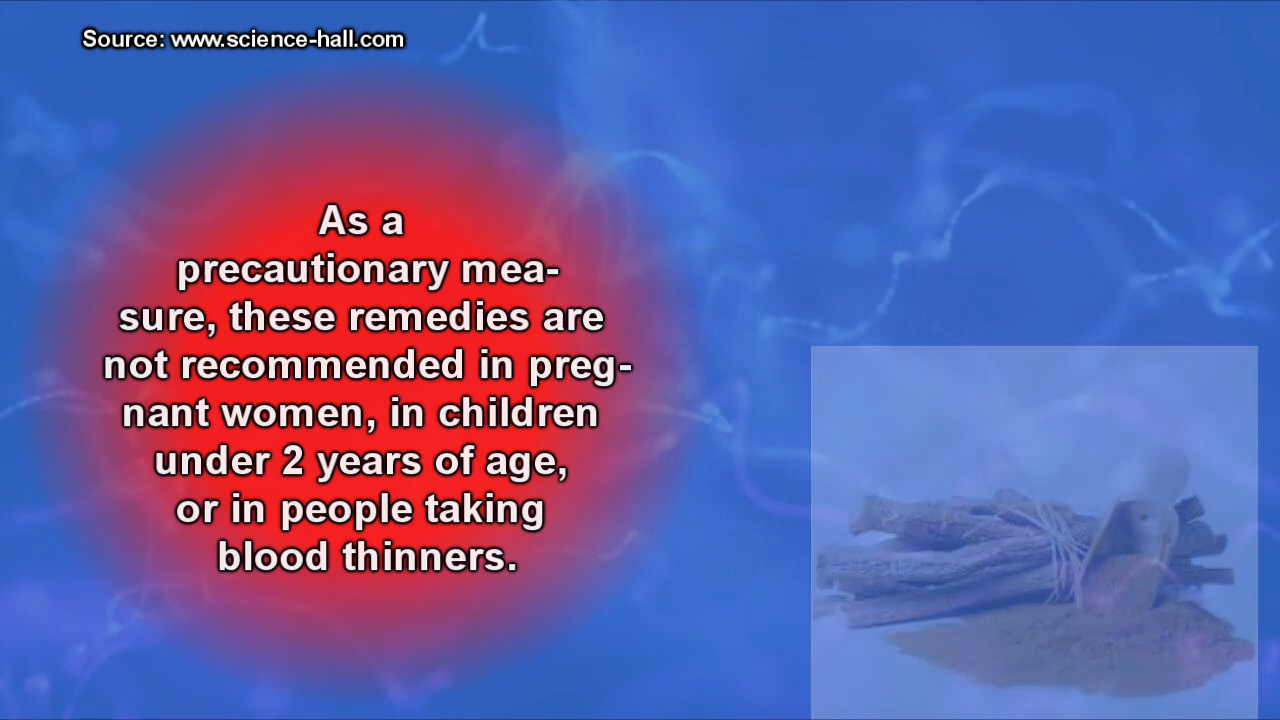 Source: www.science-hall.com
As a
precautionary mea-
sure, these remedies are
not recommended in preg-
nant women, in children
under 2 years of age,
or in people taking
blood thinners.